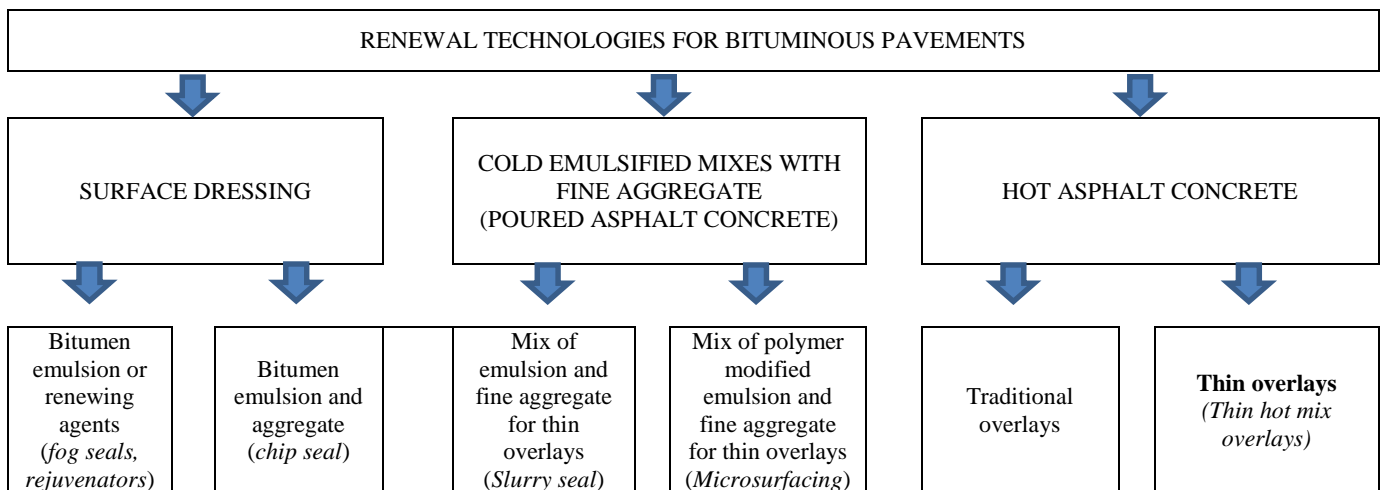 RENEWAL TECHNOLOGIES FOR BITUMINOUS PAVEMENTS
SURFACE DRESSING
COLD EMULSIFIED MIXES WITH
FINE AGGREGATE
(POURED ASPHALT CONCRETE)
HOT ASPHALT CONCRETE
Bitumen
emulsion or
renewing
agents
(fog seals,
rejuvenators)
Bitumen
emulsion and
aggregate
(chip seal)
Mix of
emulsion and
fine aggregate
for thin
overlays
(Slurry seal)
Mix of polymer
modified
emulsion and
fine aggregate
for thin overlays
(Microsurfacing)
Traditional
overlays
Thin overlays
(Thin hot mix
overlays)